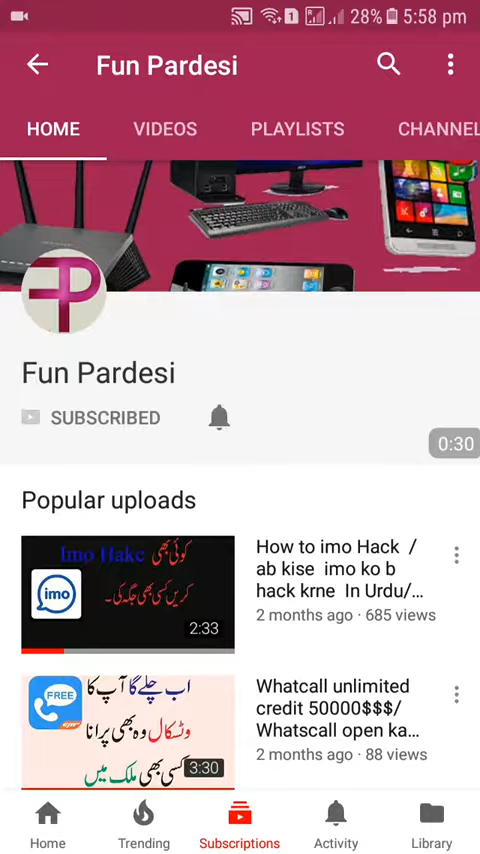 1 R 28% 5:58 pm
Fun Pardesi
HOME VIDEOS PLAYLISTS CHANNEL
Fun Pardesi
SUBSCRIBED
0:30
Popular uploads
Imo Hakc کوئی بھی
کریں کسی بھی جگہ کی۔
imo
2:33
How to imo Hack /
ab kise imo ko b
hack krne In Urdu/...
2 months ago · 685 views
اب چلے گا آپ کا
FREE
وٹسکال وہ بھی پرانا
کسی بھی ملک میں
3:30
Whatcall unlimited
credit 50000$$$/
Whatscall open ka...
2 months ago · 88 views
Home Trending Subscriptions Activity Library